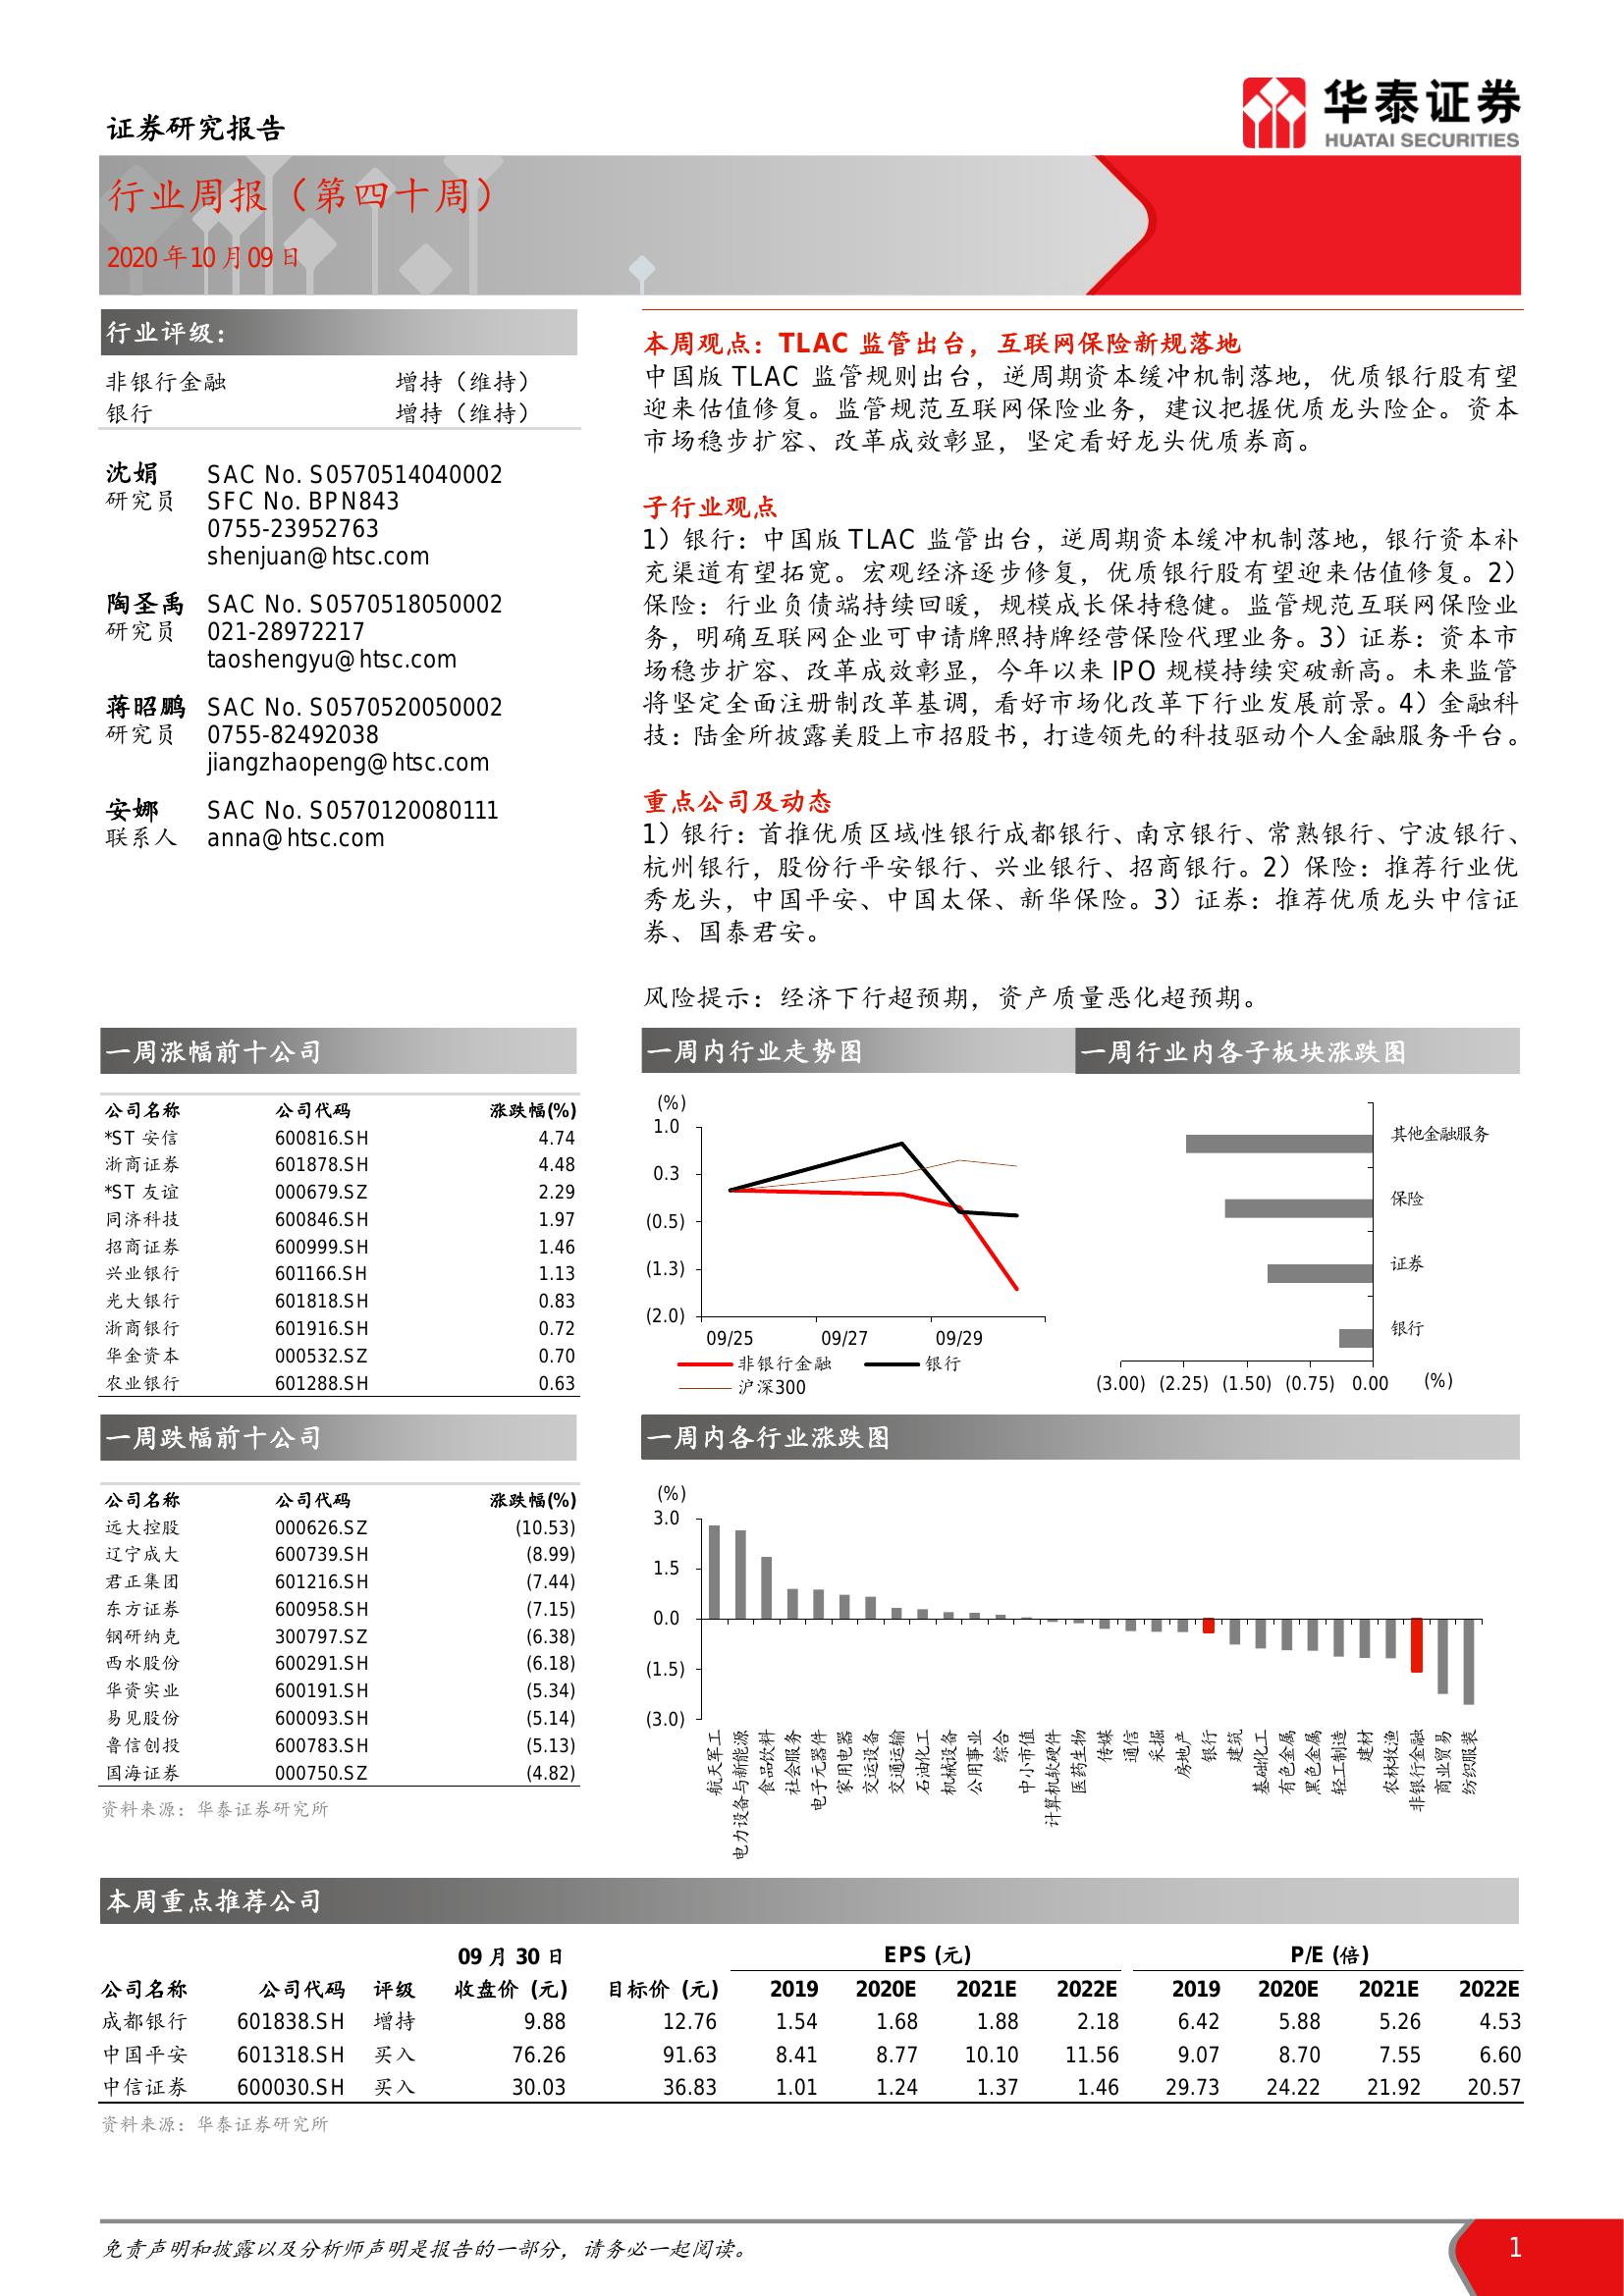 证券研究报告
华泰证券
HUATAI SECURITIES
行业周报（第四十周）
2020 年 10 月 09 日
行业评级：
非银行金融 增持（维持）
银行 增持（维持）
沈娟 SAC No. S0570514040002
研究员 SFC No. BPN843
0755-23952763
shenjuan@htsc.com
陶圣禹 SAC No. S0570518050002
研究员 021-28972217
taoshengyu@htsc.com
蒋昭鹏 SAC No. S0570520050002
研究员 0755-82492038
jiangzhaopeng@htsc.com
安娜 SAC No. S0570120080111
联系人 anna@htsc.com
本周观点：TLAC 监管出台，互联网保险新规落地
中国版 TLAC 监管规则出台，逆周期资本缓冲机制落地，优质银行股有望
迎来估值修复。监管规范互联网保险业务，建议把握优质龙头险企。资本
市场稳步扩容、改革成效彰显，坚定看好龙头优质券商。
子行业观点
1）银行：中国版 TLAC 监管出台，逆周期资本缓冲机制落地，银行资本补
充渠道有望拓宽。宏观经济逐步修复，优质银行股有望迎来估值修复。2）
保险：行业负债端持续回暖，规模成长保持稳健。监管规范互联网保险业
务，明确互联网企业可申请牌照持牌经营保险代理业务。3）证券：资本市
场稳步扩容、改革成效彰显，今年以来 IPO 规模持续突破新高。未来监管
将坚定全面注册制改革基调，看好市场化改革下行业发展前景。4）金融科
技：陆金所披露美股上市招股书，打造领先的科技驱动个人金融服务平台。
重点公司及动态
1）银行：首推优质区域性银行成都银行、南京银行、常熟银行、宁波银行、
杭州银行，股份行平安银行、兴业银行、招商银行。2）保险：推荐行业优
秀龙头，中国平安、中国太保、新华保险。3）证券：推荐优质龙头中信证
券、国泰君安。
风险提示：经济下行超预期，资产质量恶化超预期。
一周涨幅前十公司
公司名称 公司代码 涨跌幅(%)
*ST 安信 600816.SH 4.74
浙商证券 601878.SH 4.48
*ST 友谊 000679.SZ 2.29
同济科技 600846.SH 1.97
招商证券 600999.SH 1.46
兴业银行 601166.SH 1.13
光大银行 601818.SH 0.83
浙商银行 601916.SH 0.72
华金资本 000532.SZ 0.70
农业银行 601288.SH 0.63
一周内行业走势图
(%)
1.0
0.3
(0.5)
(1.3)
(2.0)
09/25 09/27 09/29
非银行金融 银行
沪深300
一周行业内各子板块涨跌图
其他金融服务
保险
证券
银行
(3.00) (2.25) (1.50) (0.75) 0.00 (%)
一周跌幅前十公司
公司名称 公司代码 涨跌幅(%)
远大控股 000626.SZ (10.53)
辽宁成大 600739.SH (8.99)
君正集团 601216.SH (7.44)
东方证券 600958.SH (7.15)
钢研纳克 300797.SZ (6.38)
西水股份 600291.SH (6.18)
华资实业 600191.SH (5.34)
易见股份 600093.SH (5.14)
鲁信创投 600783.SH (5.13)
国海证券 000750.SZ (4.82)
资料来源：华泰证券研究所
一周内各行业涨跌图
(%)
3.0
1.5
0.0
(1.5)
(3.0)
航天军工
电力设备与新能源
食品饮料
社会服务
电子元器件
家用电器
交运设备
交通运输
石油化工
机械设备
公用事业
综合
中小市值
计算机软硬件
医药生物
传媒
通信
采掘
房地产
银行
建筑
基础化工
有色金属
黑色金属
轻工制造
建材
农林牧渔
非银行金融
商业贸易
纺织服装
本周重点推荐公司
09 月 30 日 EPS (元) P/E (倍)
公司名称 公司代码 评级 收盘价 (元) 目标价 (元) 2019 2020E 2021E 2022E 2019 2020E 2021E 2022E
成都银行 601838.SH 增持 9.88 12.76 1.54 1.68 1.88 2.18 6.42 5.88 5.26 4.53
中国平安 601318.SH 买入 76.26 91.63 8.41 8.77 10.10 11.56 9.07 8.70 7.55 6.60
中信证券 600030.SH 买入 30.03 36.83 1.01 1.24 1.37 1.46 29.73 24.22 21.92 20.57
资料来源：华泰证券研究所
免责声明和披露以及分析师声明是报告的一部分，请务必一起阅读。 1